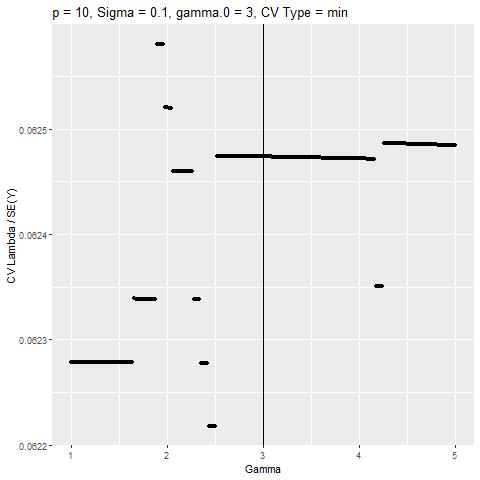 p = 10, Sigma = 0.1, gamma.0 = 3, CV Type = min
CV Lambda / SE(Y)
0.0625
0.0624
0.0623
0.0622
1 2 3 4 5
Gamma